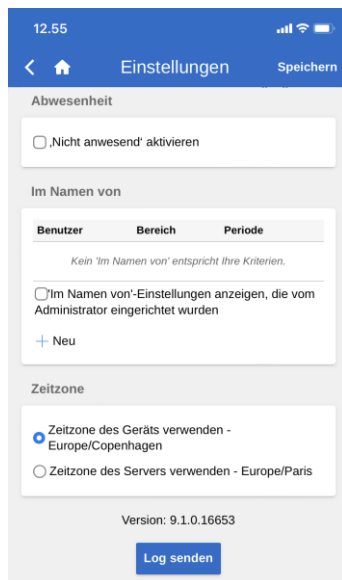 12.55
Einstellungen
Speichern
Abwesenheit
‚Nicht anwesend‘ aktivieren
Im Namen von
Benutzer Bereich Periode
Kein 'Im Namen von' entspricht Ihre Kriterien.
'Im Namen von'-Einstellungen anzeigen, die vom
Administrator eingerichtet wurden
+ Neu
Zeitzone
Zeitzone des Geräts verwenden -
Europe/Copenhagen
Zeitzone des Servers verwenden - Europe/Paris
Version: 9.1.0.16653
Log senden